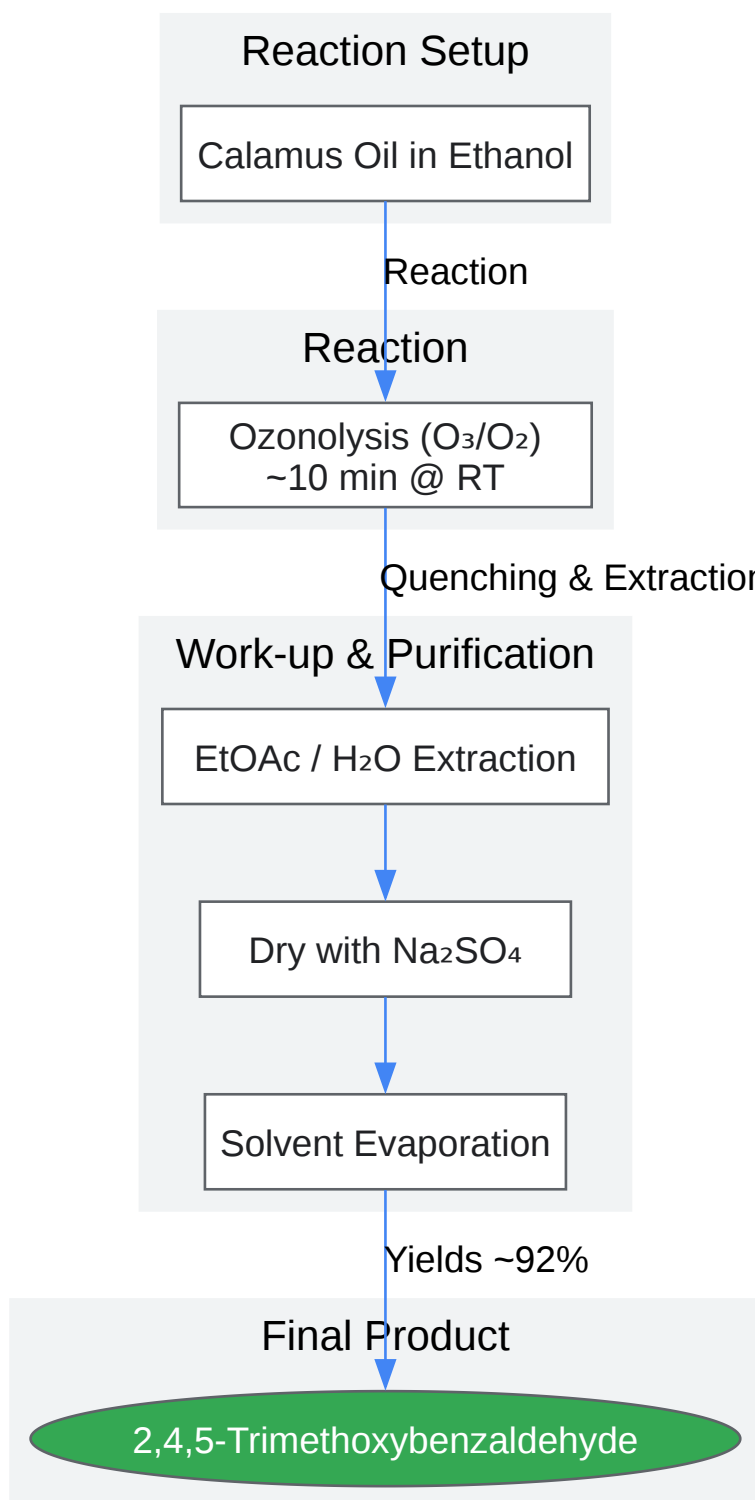 Reaction Setup
Calamus Oil in Ethanol
Reaction
Reaction
Ozonolysis (O₃/O₂)
~10 min @ RT
Quenching & Extraction
Work-up & Purification
EtOAc / H₂O Extraction
Dry with Na₂SO₄
Solvent Evaporation
Yields ~92%
Final Product
2,4,5-Trimethoxybenzaldehyde